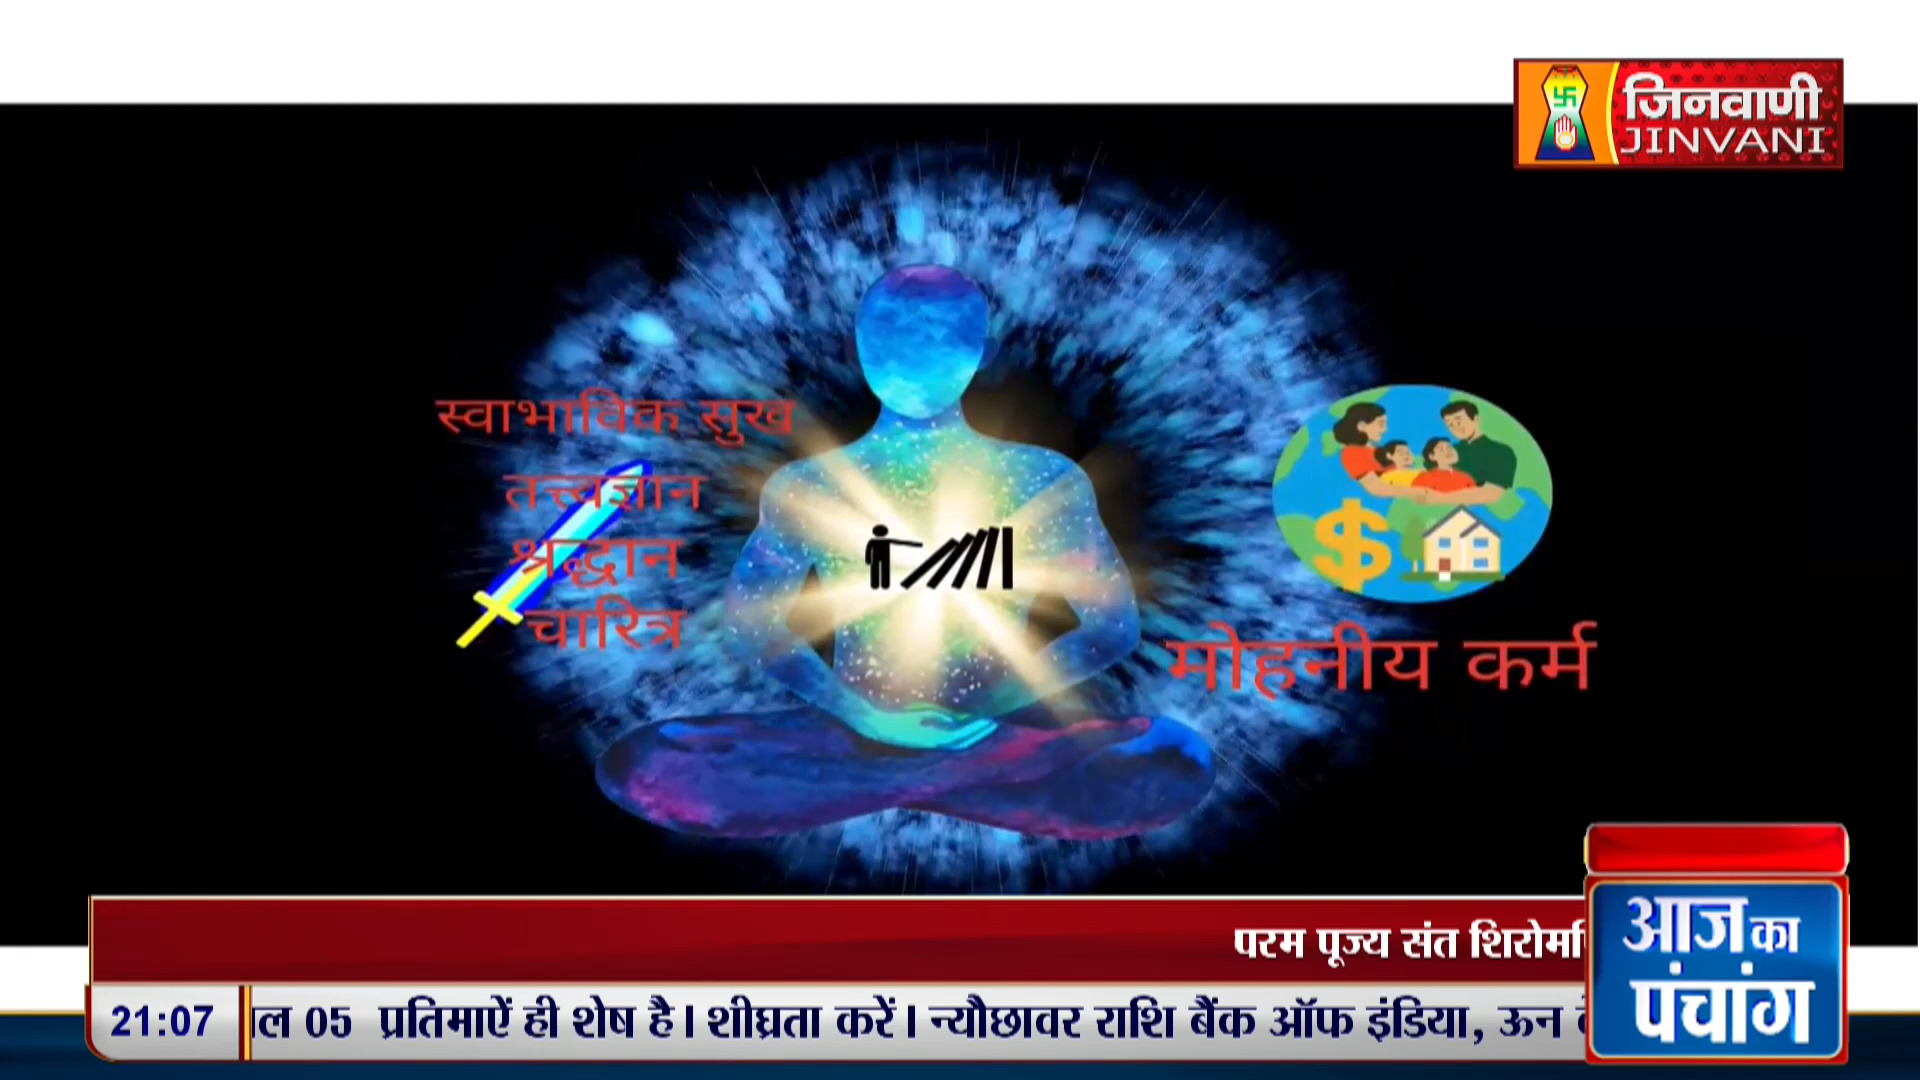 जिनवाणी
JINVANI
स्वाभाविक सुख
तत्त्वज्ञान
श्रद्धान
चारित्र
मोहनीय कर्म
परम पूज्य संत
आज का
पंचांग
21:07
05 प्रतिमाऐं ही शेष है । शीघ्रता करें । न्यौछावर राशि बैंक ऑफ इंडिया, ऊन